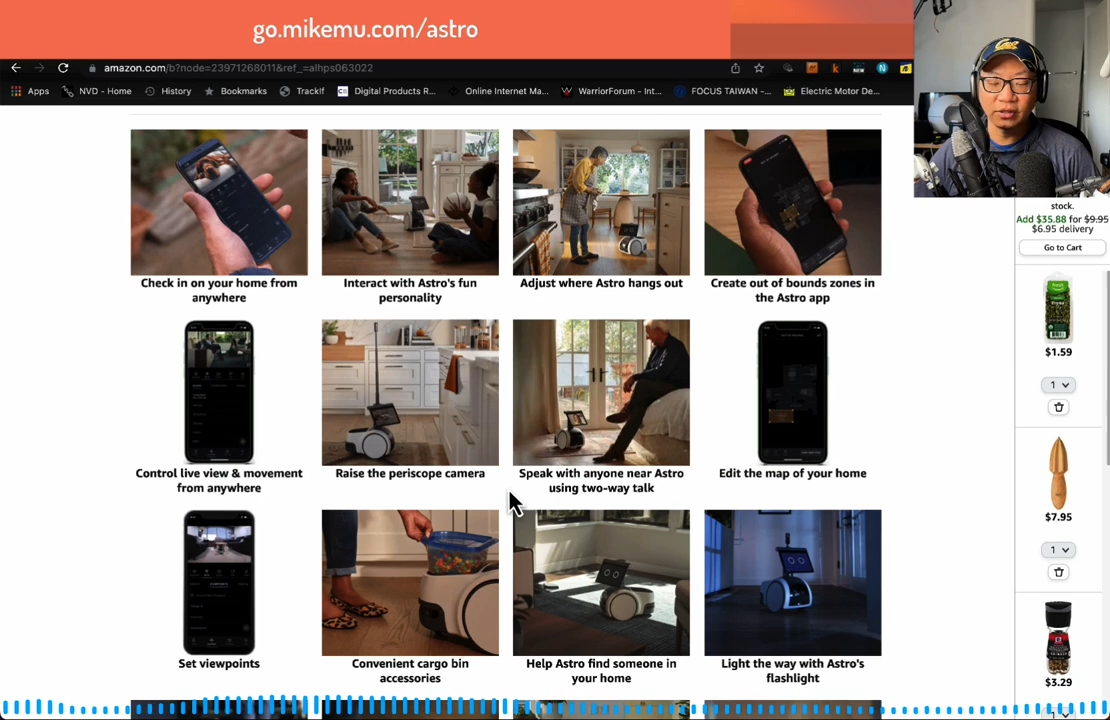 go.mikemu.com/astro
amazon.com/b?node=23971268011&ref_=alhps063022
Apps
NVD - Home
History
Bookmarks
TrackIf
Digital Products R...
Online Internet Ma...
WarriorForum - Int...
FOCUS TAIWAN -...
Electric Motor De...
Check in on your home from
anywhere
Interact with Astro's fun
personality
Adjust where Astro hangs out
Create out of bounds zones in
the Astro app
Control live view & movement
from anywhere
Raise the periscope camera
Speak with anyone near Astro
using two-way talk
Edit the map of your home
Set viewpoints
Convenient cargo bin
accessories
Help Astro find someone in
your home
Light the way with Astro's
flashlight
stock.
Add $35.88 for $9.95
$6.95 delivery
Go to Cart
$1.59
1
$7.95
1
$3.29
1
Cal